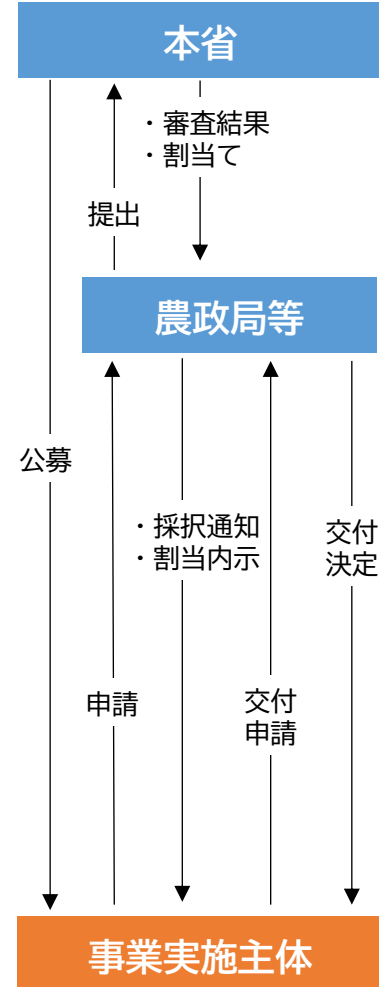 本省
・審査結果
・割当て
提出
農政局等
公募
・採択通知
・割当内示
交付
決定
申請
交付
申請
事業実施主体